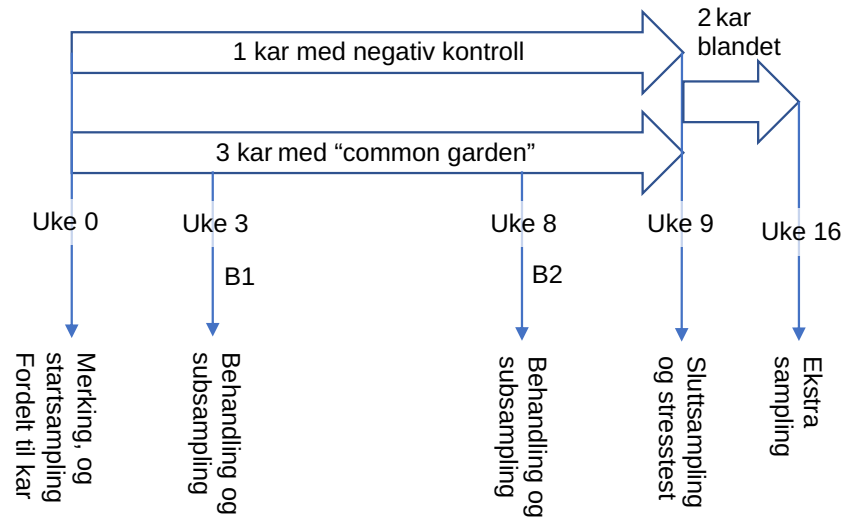 2 kar
blandet
1 kar med negativ kontroll
3 kar med “common garden”
Uke 0
Uke 3
Uke 8
Uke 9
Uke 16
B1
B2
Merking, og
startsampling
Fordelt til kar
Behandling og
subsampling
Behandling og
subsampling
Sluttsampling
og stresstest
Ekstra
sampling